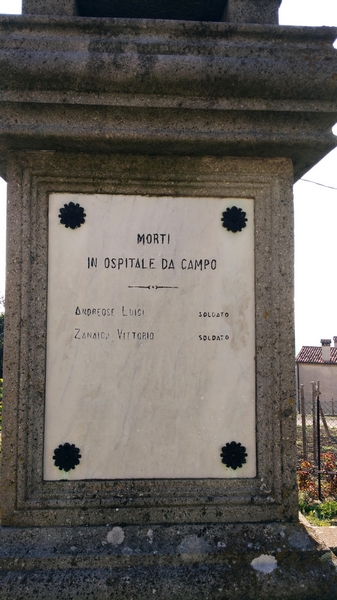 MORTI
IN OSPITALE DA CAMPO
ANDREOSE LUIGI SOLDATO
ZANAICA VITTORIO SOLDATO